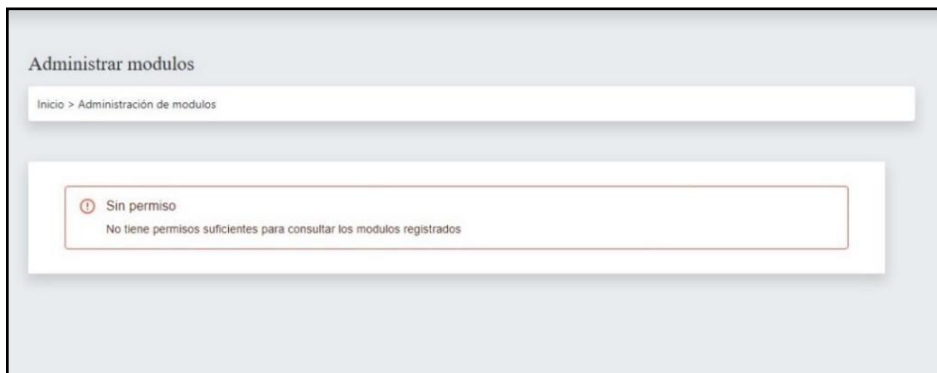 Administrar modulos
Inicio > Administración de modulos
Sin permiso
No tiene permisos suficientes para consultar los modulos registrados